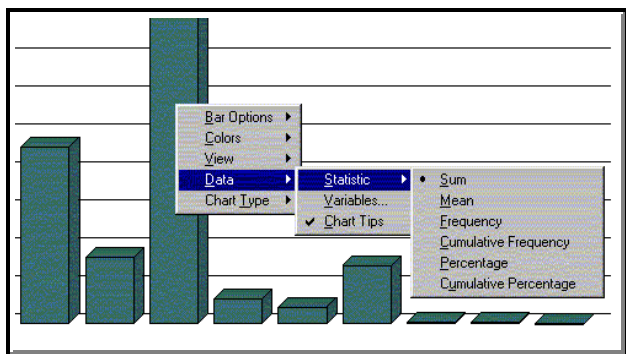 Bar Options
Colors
View
Data
Chart Type
Statistic
Variables...
Chart Tips
Sum
Mean
Frequency
Cumulative Frequency
Percentage
Cumulative Percentage